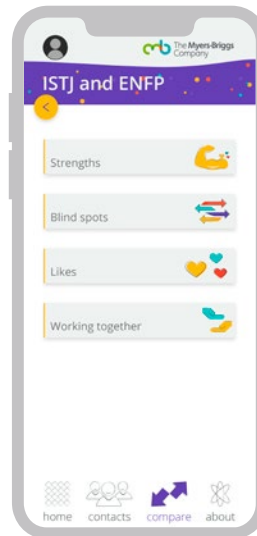 The Myers-Briggs
Company
ISTJ and ENFP
<
Strengths
Blind spots
Likes
Working together
home contacts compare about